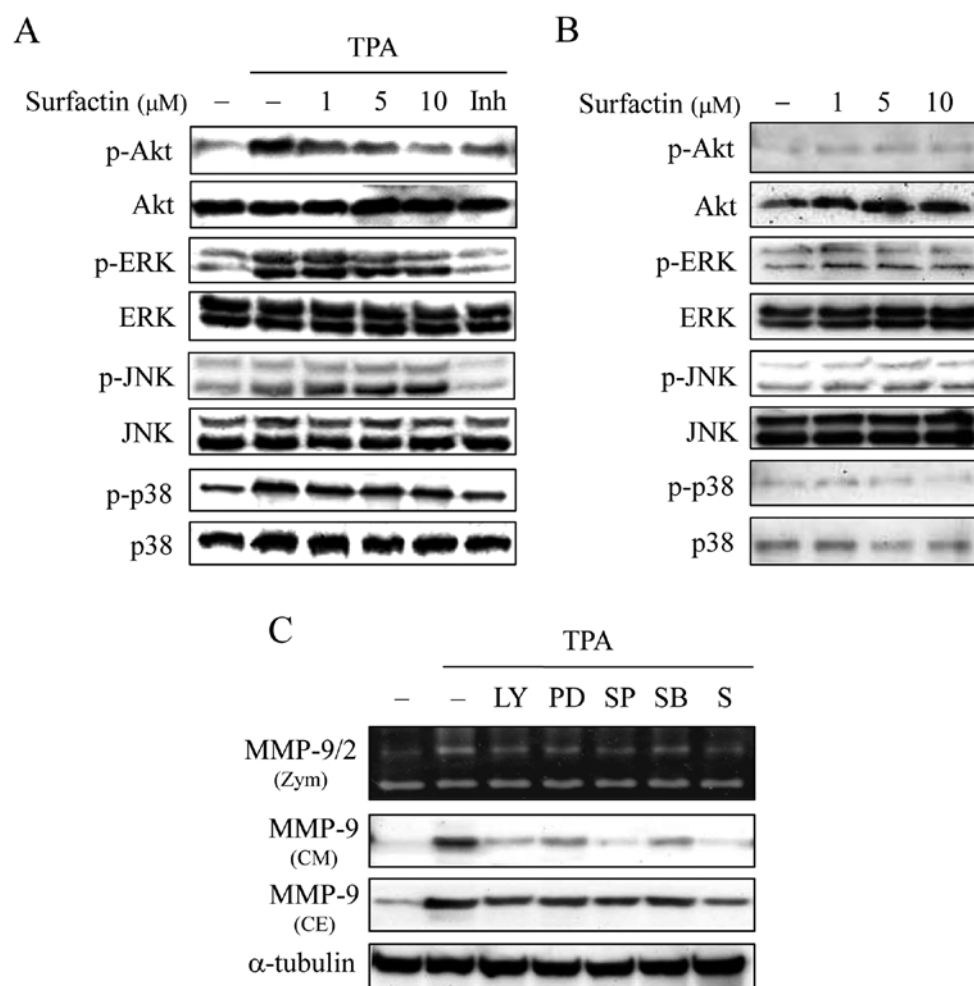 A
TPA
Surfactin (μM) – – 1 5 10 Inh
p-Akt
Akt
p-ERK
ERK
p-JNK
JNK
p-p38
p38
B
Surfactin (μM) – 1 5 10
p-Akt
Akt
p-ERK
ERK
p-JNK
JNK
p-p38
p38
C
TPA
– – LY PD SP SB S
MMP-9/2
(Zym)
MMP-9
(CM)
MMP-9
(CE)
α-tubulin